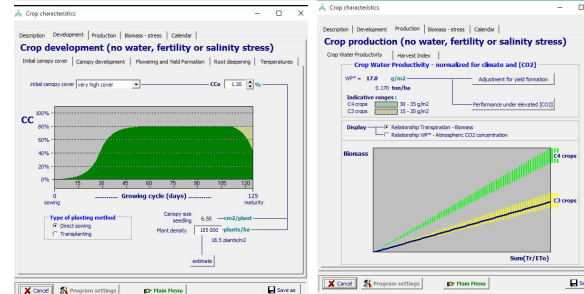 Crop characteristics
Description Development Production Biomass - stress Calendar
Crop development (no water, fertility or salinity stress)
Initial canopy cover Canopy development Flowering and Yield Formation Root deepening Temperatures
initial canopy cover very high cover CCo 1.20 %
CC
100%
80%
60%
40%
20%
0%
15 30 45 60 75 90 105 120
0 ......... Growing cycle (days) ......... 125
sowing maturity
Type of planting method
Direct sowing
Transplanting
Canopy size seedling 6.50 cm2/plant
Plant density 185 000 plants/ha
18.5 plants/m2
estimate
Cancel Program settings Main Menu Save as
Crop characteristics
Description Development Production Biomass - stress Calendar
Crop production (no water, fertility or salinity stress)
Crop Water Productivity Harvest Index
Crop Water Productivity - normalized for climate and [CO2]
WP* = 17.0 g/m2 Adjustment for yield formation
0.170 ton/ha
Indicative ranges :
C4 crops 30 - 35 g/m2
C3 crops 15 - 20 g/m2
Performance under elevated [CO2]
Display Relationship Transpiration - Biomass
Relationship WP* - Atmospheric CO2 concentration
Biomass
C4 crops
C3 crops
Sum(Tr/ETo)
Cancel Program settings Main Menu